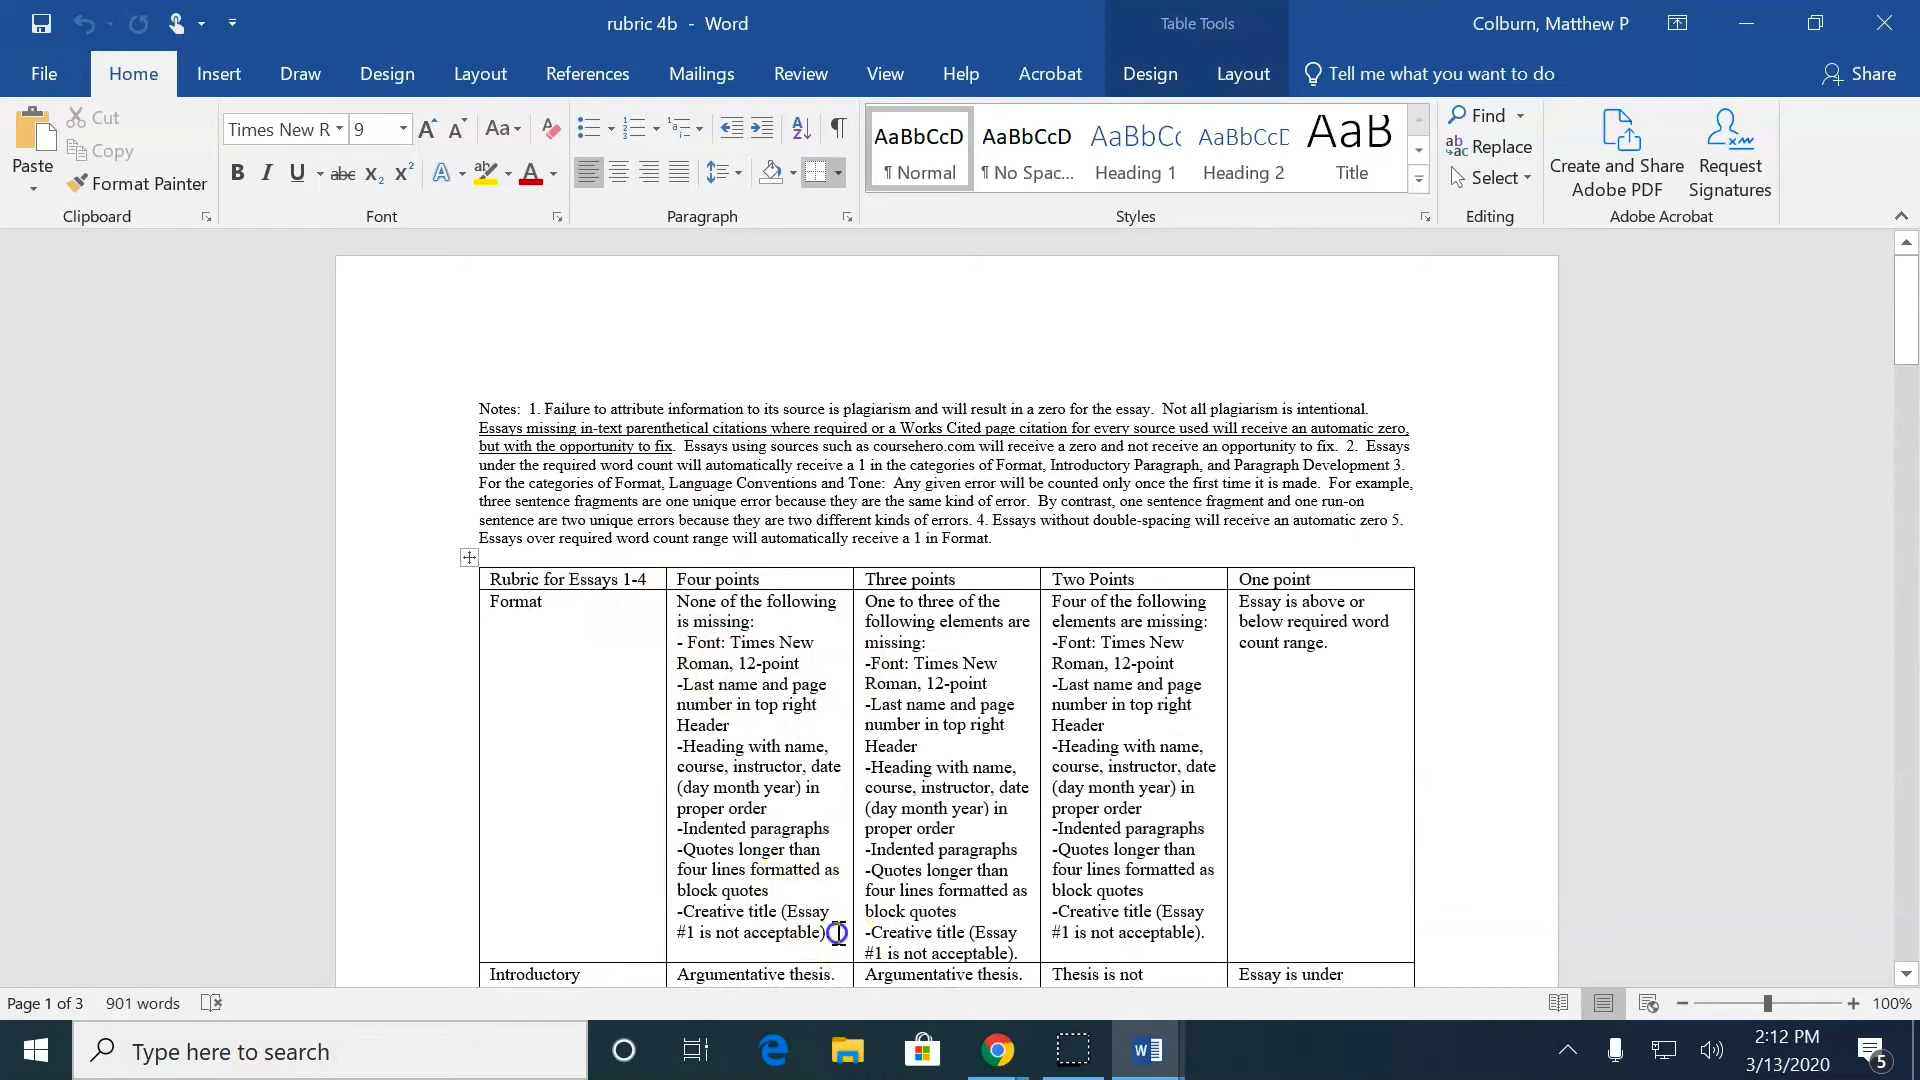 rubric 4b - Word
Table Tools
Colburn, Matthew P
File Home Insert Draw Design Layout References Mailings Review View Help Acrobat Design Layout Tell me what you want to do Share
Paste
Cut
Copy
Format Painter
Clipboard
Times New R 9
Font
Paragraph
AaBbCcD AaBbCcD AaBbCc AaBbCcD AaB
¶ Normal ¶ No Spac... Heading 1 Heading 2 Title
Styles
Find
Replace
Select
Editing
Create and Share
Adobe PDF
Request
Signatures
Adobe Acrobat
Notes: 1. Failure to attribute information to its source is plagiarism and will result in a zero for the essay. Not all plagiarism is intentional.
Essays missing in-text parenthetical citations where required or a Works Cited page citation for every source used will receive an automatic zero,
but with the opportunity to fix. Essays using sources such as coursehero.com will receive a zero and not receive an opportunity to fix. 2. Essays
under the required word count will automatically receive a 1 in the categories of Format, Introductory Paragraph, and Paragraph Development 3.
For the categories of Format, Language Conventions and Tone: Any given error will be counted only once the first time it is made. For example,
three sentence fragments are one unique error because they are the same kind of error. By contrast, one sentence fragment and one run-on
sentence are two unique errors because they are two different kinds of errors. 4. Essays without double-spacing will receive an automatic zero 5.
Essays over required word count range will automatically receive a 1 in Format.
Rubric for Essays 1-4
Four points
Three points
Two Points
One point
Format
None of the following
is missing:
- Font: Times New
Roman, 12-point
-Last name and page
number in top right
Header
-Heading with name,
course, instructor, date
(day month year) in
proper order
-Indented paragraphs
-Quotes longer than
four lines formatted as
block quotes
-Creative title (Essay
#1 is not acceptable)
One to three of the
following elements are
missing:
-Font: Times New
Roman, 12-point
-Last name and page
number in top right
Header
-Heading with name,
course, instructor, date
(day month year) in
proper order
-Indented paragraphs
-Quotes longer than
four lines formatted as
block quotes
-Creative title (Essay
#1 is not acceptable).
Four of the following
elements are missing:
-Font: Times New
Roman, 12-point
-Last name and page
number in top right
Header
-Heading with name,
course, instructor, date
(day month year) in
proper order
-Indented paragraphs
-Quotes longer than
four lines formatted as
block quotes
-Creative title (Essay
#1 is not acceptable).
Essay is above or
below required word
count range.
Introductory
Argumentative thesis.
Argumentative thesis.
Thesis is not
Essay is under
Page 1 of 3 901 words
100%
Type here to search
2:12 PM
3/13/2020
5